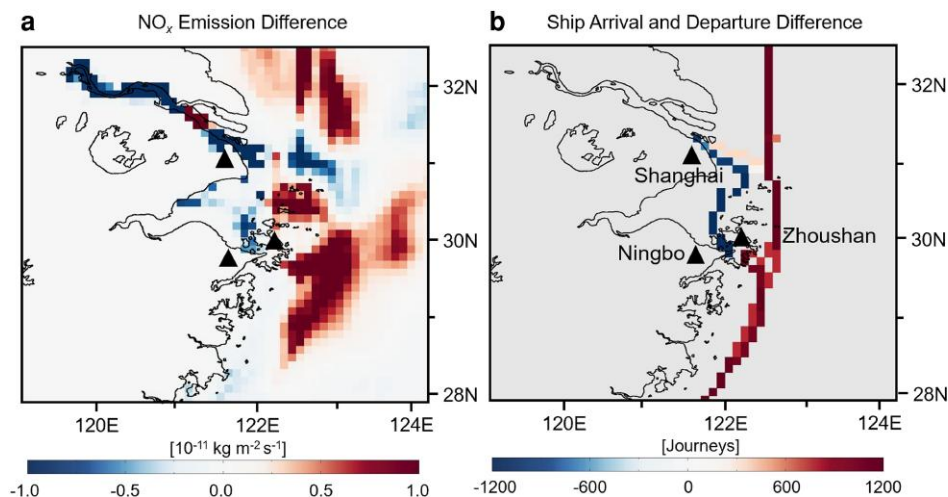 a NOx Emission Difference
b Ship Arrival and Departure Difference
32N
30N
28N
120E 122E 124E
[10-11 kg m-2 s-1]
-1.0 -0.5 0.0 0.5 1.0
Shanghai
Ningbo
Zhoushan
32N
30N
28N
120E 122E 124E
[Journeys]
-1200 -600 0 600 1200